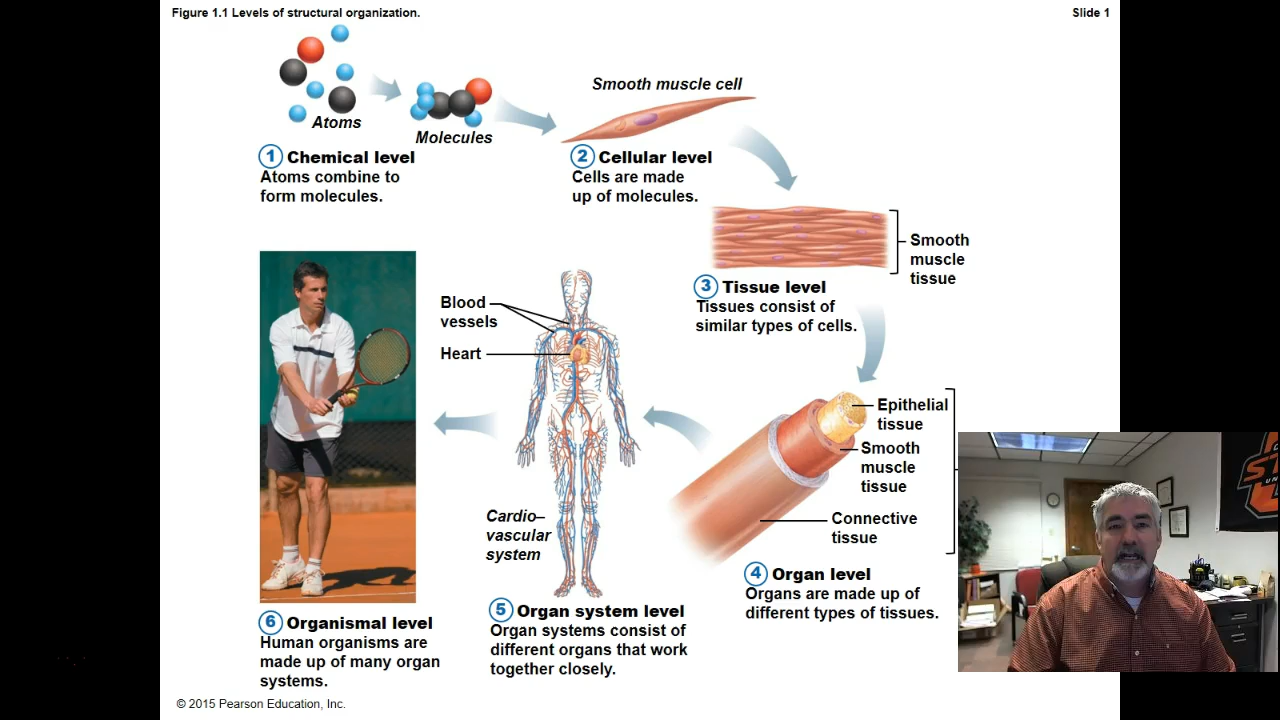 Figure 1.1 Levels of structural organization.
Slide 1
Atoms
Molecules
1 Chemical level
Atoms combine to
form molecules.
Smooth muscle cell
2 Cellular level
Cells are made
up of molecules.
Smooth
muscle
tissue
3 Tissue level
Tissues consist of
similar types of cells.
Epithelial
tissue
Smooth
muscle
tissue
Connective
tissue
4 Organ level
Organs are made up of
different types of tissues.
Blood
vessels
Heart
Cardio–
vascular
system
5 Organ system level
Organ systems consist of
different organs that work
together closely.
6 Organismal level
Human organisms are
made up of many organ
systems.
© 2015 Pearson Education, Inc.